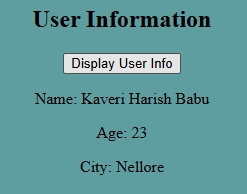 User Information
Display User Info
Name: Kaveri Harish Babu
Age: 23
City: Nellore